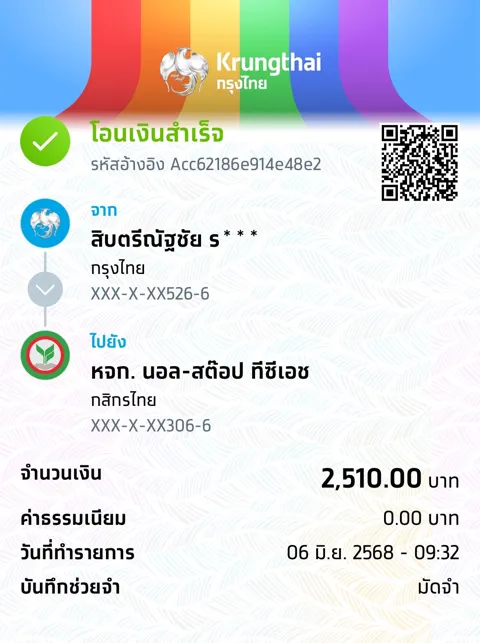 Krungthai
กรุงไทย
โอนเงินสำเร็จ
รหัสอ้างอิง Acc62186e914e48e2
จาก
สิบตรีณัฐชัย ร***
กรุงไทย
XXX-X-XX526-6
ไปยัง
หจก. นอล-สต๊อป ทีซีเอช
กสิกรไทย
XXX-X-XX306-6
จำนวนเงิน 2,510.00 บาท
ค่าธรรมเนียม 0.00 บาท
วันที่ทำรายการ 06 มิ.ย. 2568 - 09:32
บันทึกช่วยจำ มัดจำ